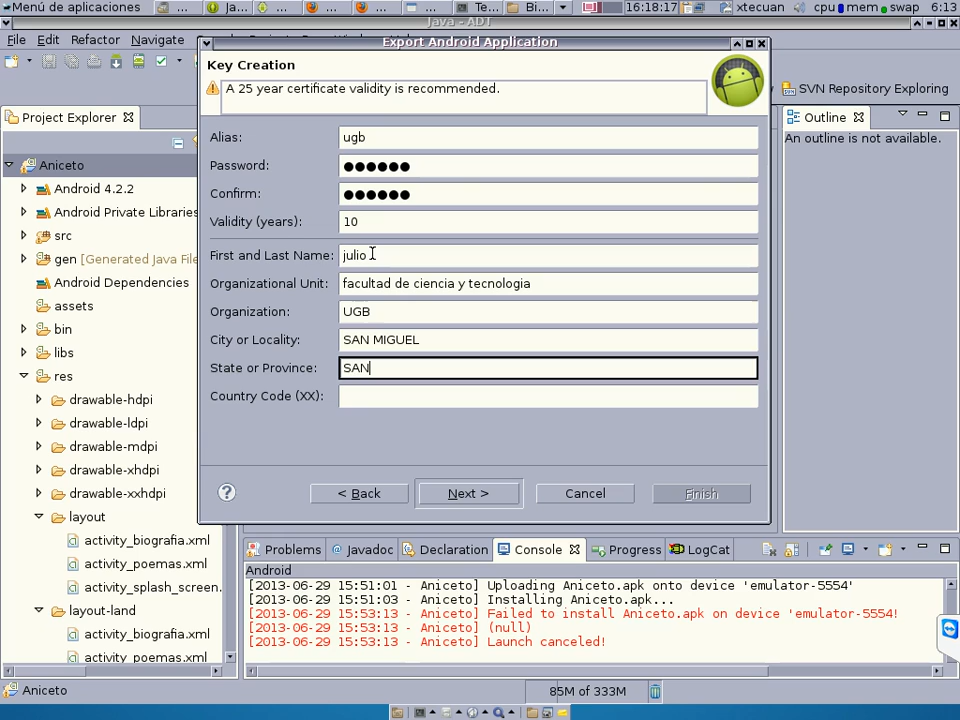 Menú de aplicaciones ... Ja... ... Te... Bi... 16:18:17 xtecuan cpu mem swap 6:13
Java - ADT
File Edit Refactor Navigate
Export Android Application
Key Creation
A 25 year certificate validity is recommended.
SVN Repository Exploring
Project Explorer
Outline
An outline is not available.
Alias: ugb
Password: ●●●●●●
Confirm: ●●●●●●
Validity (years): 10
First and Last Name: julio
Organizational Unit: facultad de ciencia y tecnologia
Organization: UGB
City or Locality: SAN MIGUEL
State or Province: SAN
Country Code (XX):
< Back Next > Cancel Finish
Aniceto
Android 4.2.2
Android Private Libraries
src
gen [Generated Java File
Android Dependencies
assets
bin
libs
res
drawable-hdpi
drawable-ldpi
drawable-mdpi
drawable-xhdpi
drawable-xxhdpi
layout
activity_biografia.xml
activity_poemas.xml
activity_splash_screen.
layout-land
activity_biografia.xml
activity_poemas.xml
Problems Javadoc Declaration Console Progress LogCat
Android
[2013-06-29 15:51:01 - Aniceto] Uploading Aniceto.apk onto device 'emulator-5554'
[2013-06-29 15:51:03 - Aniceto] Installing Aniceto.apk...
[2013-06-29 15:53:13 - Aniceto] Failed to install Aniceto.apk on device 'emulator-5554!
[2013-06-29 15:53:13 - Aniceto] (null)
[2013-06-29 15:53:13 - Aniceto] Launch canceled!
Aniceto
85M of 333M